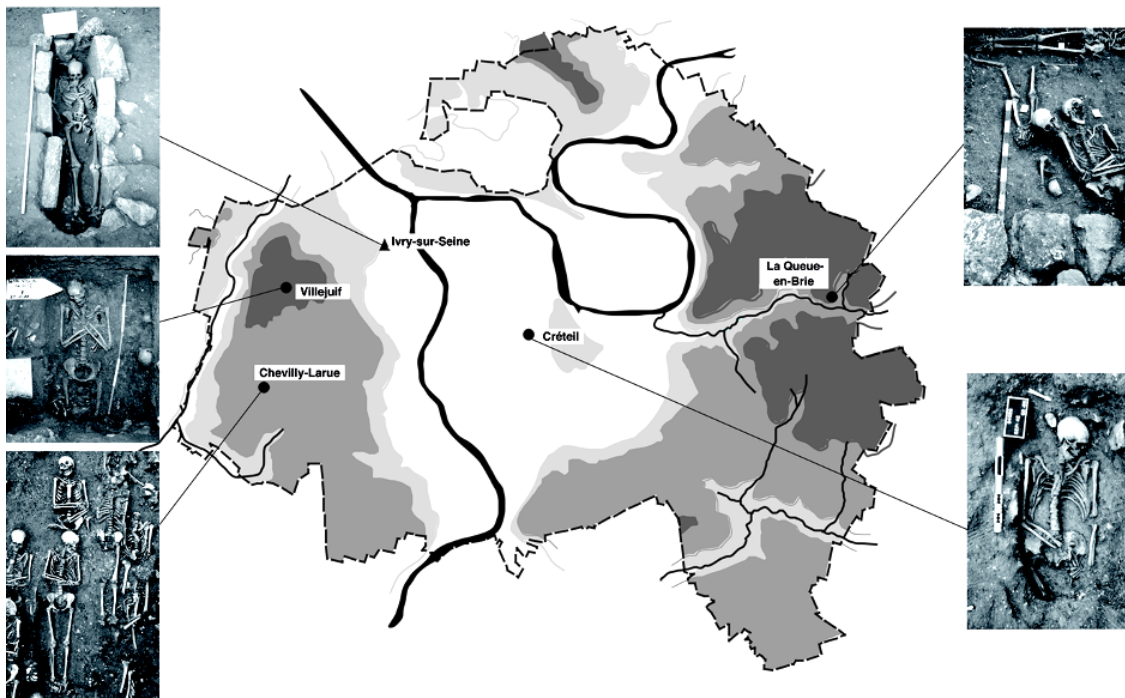 Ivry-sur-Seine
Villejuif
La Queue-
en-Brie
Créteil
Chevilly-Larue